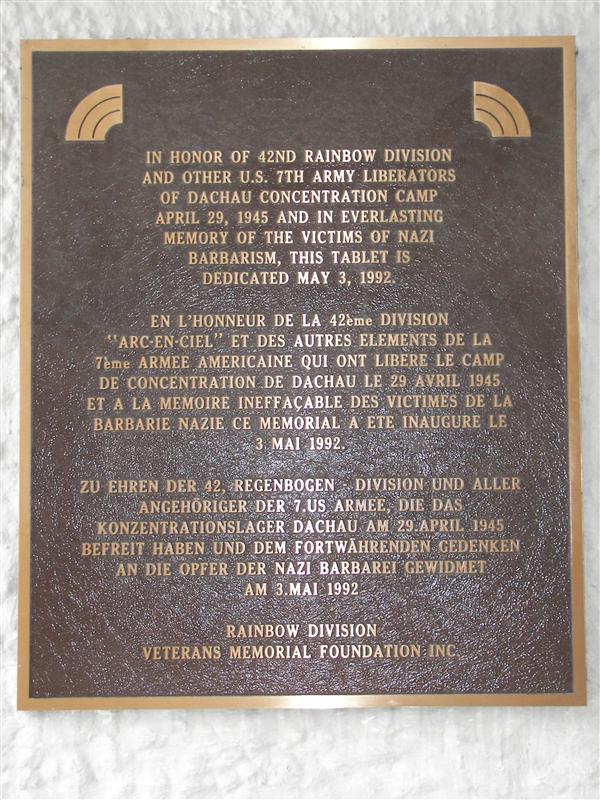 IN HONOR OF 42ND RAINBOW DIVISION
AND OTHER U.S. 7TH ARMY LIBERATORS
OF DACHAU CONCENTRATION CAMP
APRIL 29, 1945 AND IN EVERLASTING
MEMORY OF THE VICTIMS OF NAZI
BARBARISM, THIS TABLET IS
DEDICATED MAY 3, 1992.
EN L'HONNEUR DE LA 42ème DIVISION
"ARC-EN-CIEL" ET DES AUTRES ELEMENTS DE LA
7ème ARMEE AMERICAINE QUI ONT LIBERE LE CAMP
DE CONCENTRATION DE DACHAU LE 29 AVRIL 1945
ET A LA MEMOIRE INEFFAÇABLE DES VICTIMES DE LA
BARBARIE NAZIE CE MEMORIAL A ETE INAUGURE LE
3 MAI 1992.
ZU EHREN DER 42. REGENBOGEN - DIVISION UND ALLER
ANGEHÖRIGER DER 7.US ARMEE, DIE DAS
KONZENTRATIONSLAGER DACHAU AM 29.APRIL 1945
BEFREIT HABEN UND DEM FORTWÄHRENDEN GEDENKEN
AN DIE OPFER DER NAZI BARBAREI GEWIDMET
AM 3.MAI 1992
RAINBOW DIVISION
VETERANS MEMORIAL FOUNDATION INC.